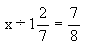 x ÷ 1 2/7 = 7/8